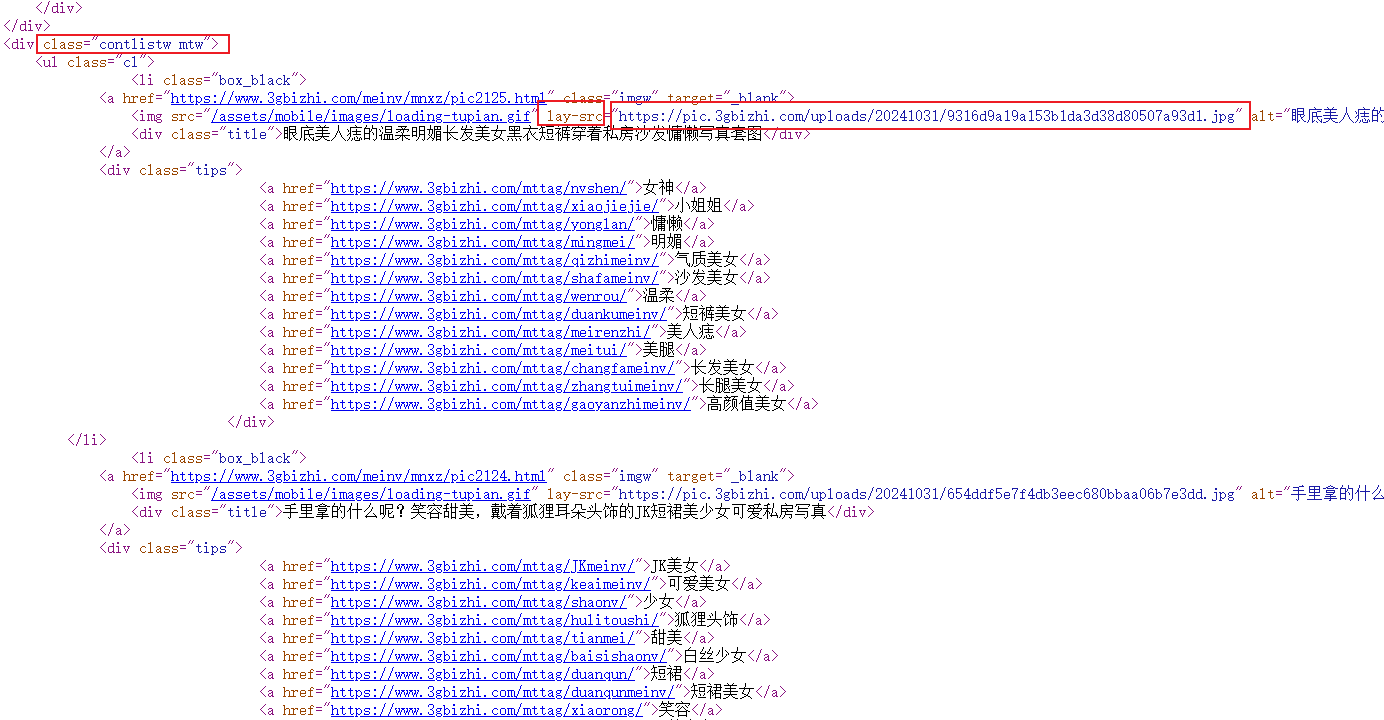 </div>
</div>
<div class="contlistw mtw">
<ul class="cl">
<li class="box_black">
<a href="https://www.3gbizhi.com/meinv/mnxz/pic2125.html" class="imgw" target="_blank">
<img src="/assets/mobile/images/loading-tupian.gif" lay-src="https://pic.3gbizhi.com/uploads/20241031/9316d9a19a153b1da3d38d80507a93d1.jpg" alt="眼底美人痣的
<div class="title">眼底美人痣的温柔明媚长发美女黑衣短裤穿着私房沙发慵懒写真套图</div>
</a>
<div class="tips">
<a href="https://www.3gbizhi.com/mttag/nvshen/">女神</a>
<a href="https://www.3gbizhi.com/mttag/xiaojiejie/">小姐姐</a>
<a href="https://www.3gbizhi.com/mttag/yonglan/">慵懒</a>
<a href="https://www.3gbizhi.com/mttag/mingmei/">明媚</a>
<a href="https://www.3gbizhi.com/mttag/qizhimeinv/">气质美女</a>
<a href="https://www.3gbizhi.com/mttag/shafameinv/">沙发美女</a>
<a href="https://www.3gbizhi.com/mttag/wenrou/">温柔</a>
<a href="https://www.3gbizhi.com/mttag/duankumeinv/">短裤美女</a>
<a href="https://www.3gbizhi.com/mttag/meirenzhi/">美人痣</a>
<a href="https://www.3gbizhi.com/mttag/meitui/">美腿</a>
<a href="https://www.3gbizhi.com/mttag/changfameinv/">长发美女</a>
<a href="https://www.3gbizhi.com/mttag/zhangtuimeinv/">长腿美女</a>
<a href="https://www.3gbizhi.com/mttag/gaoyanzhimeinv/">高颜值美女</a>
</div>
</li>
<li class="box_black">
<a href="https://www.3gbizhi.com/meinv/mnxz/pic2124.html" class="imgw" target="_blank">
<img src="/assets/mobile/images/loading-tupian.gif" lay-src="https://pic.3gbizhi.com/uploads/20241031/654ddf5e7f4db3eec680bbaa06b7e3dd.jpg" alt="手里拿的什么
<div class="title">手里拿的什么呢？笑容甜美，戴着狐狸耳朵头饰的JK短裙美少女可爱私房写真</div>
</a>
<div class="tips">
<a href="https://www.3gbizhi.com/mttag/JKmeinv/">JK美女</a>
<a href="https://www.3gbizhi.com/mttag/keaimeinv/">可爱美女</a>
<a href="https://www.3gbizhi.com/mttag/shaonv/">少女</a>
<a href="https://www.3gbizhi.com/mttag/hulitoushi/">狐狸头饰</a>
<a href="https://www.3gbizhi.com/mttag/tianmei/">甜美</a>
<a href="https://www.3gbizhi.com/mttag/baisishaonv/">白丝少女</a>
<a href="https://www.3gbizhi.com/mttag/duanqun/">短裙</a>
<a href="https://www.3gbizhi.com/mttag/duanqunmeinv/">短裙美女</a>
<a href="https://www.3gbizhi.com/mttag/xiaorong/">笑容</a>